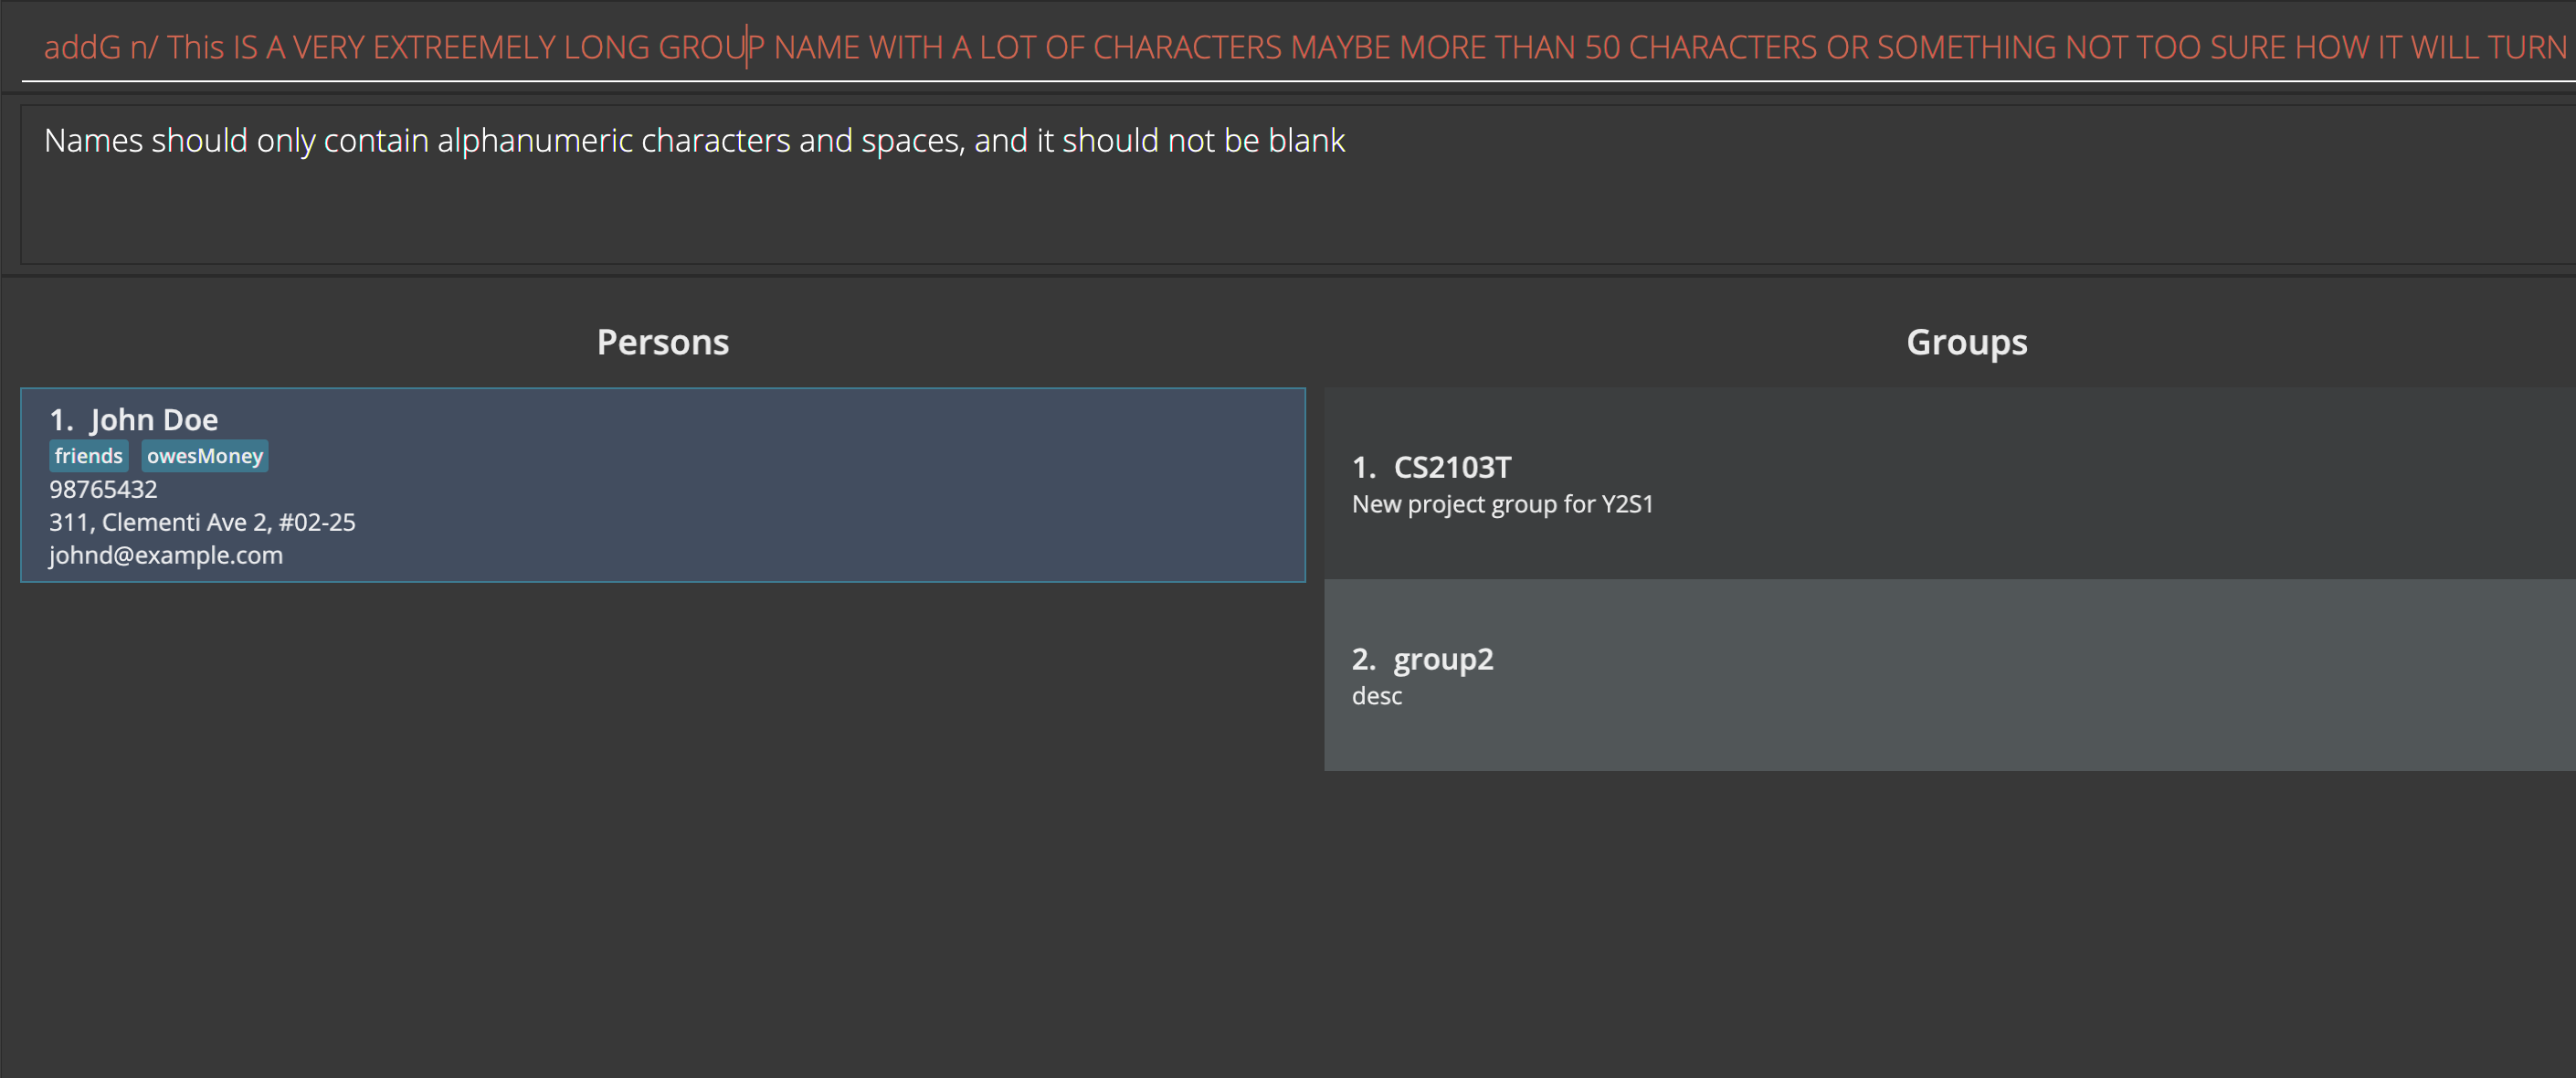 addG n/ This IS A VERY EXTREEMELY LONG GROUP NAME WITH A LOT OF CHARACTERS MAYBE MORE THAN 50 CHARACTERS OR SOMETHING NOT TOO SURE HOW IT WILL TURN
Names should only contain alphanumeric characters and spaces, and it should not be blank
Persons
1. John Doe
friends owesMoney
98765432
311, Clementi Ave 2, #02-25
johnd@example.com
Groups
1. CS2103T
New project group for Y2S1
2. group2
desc